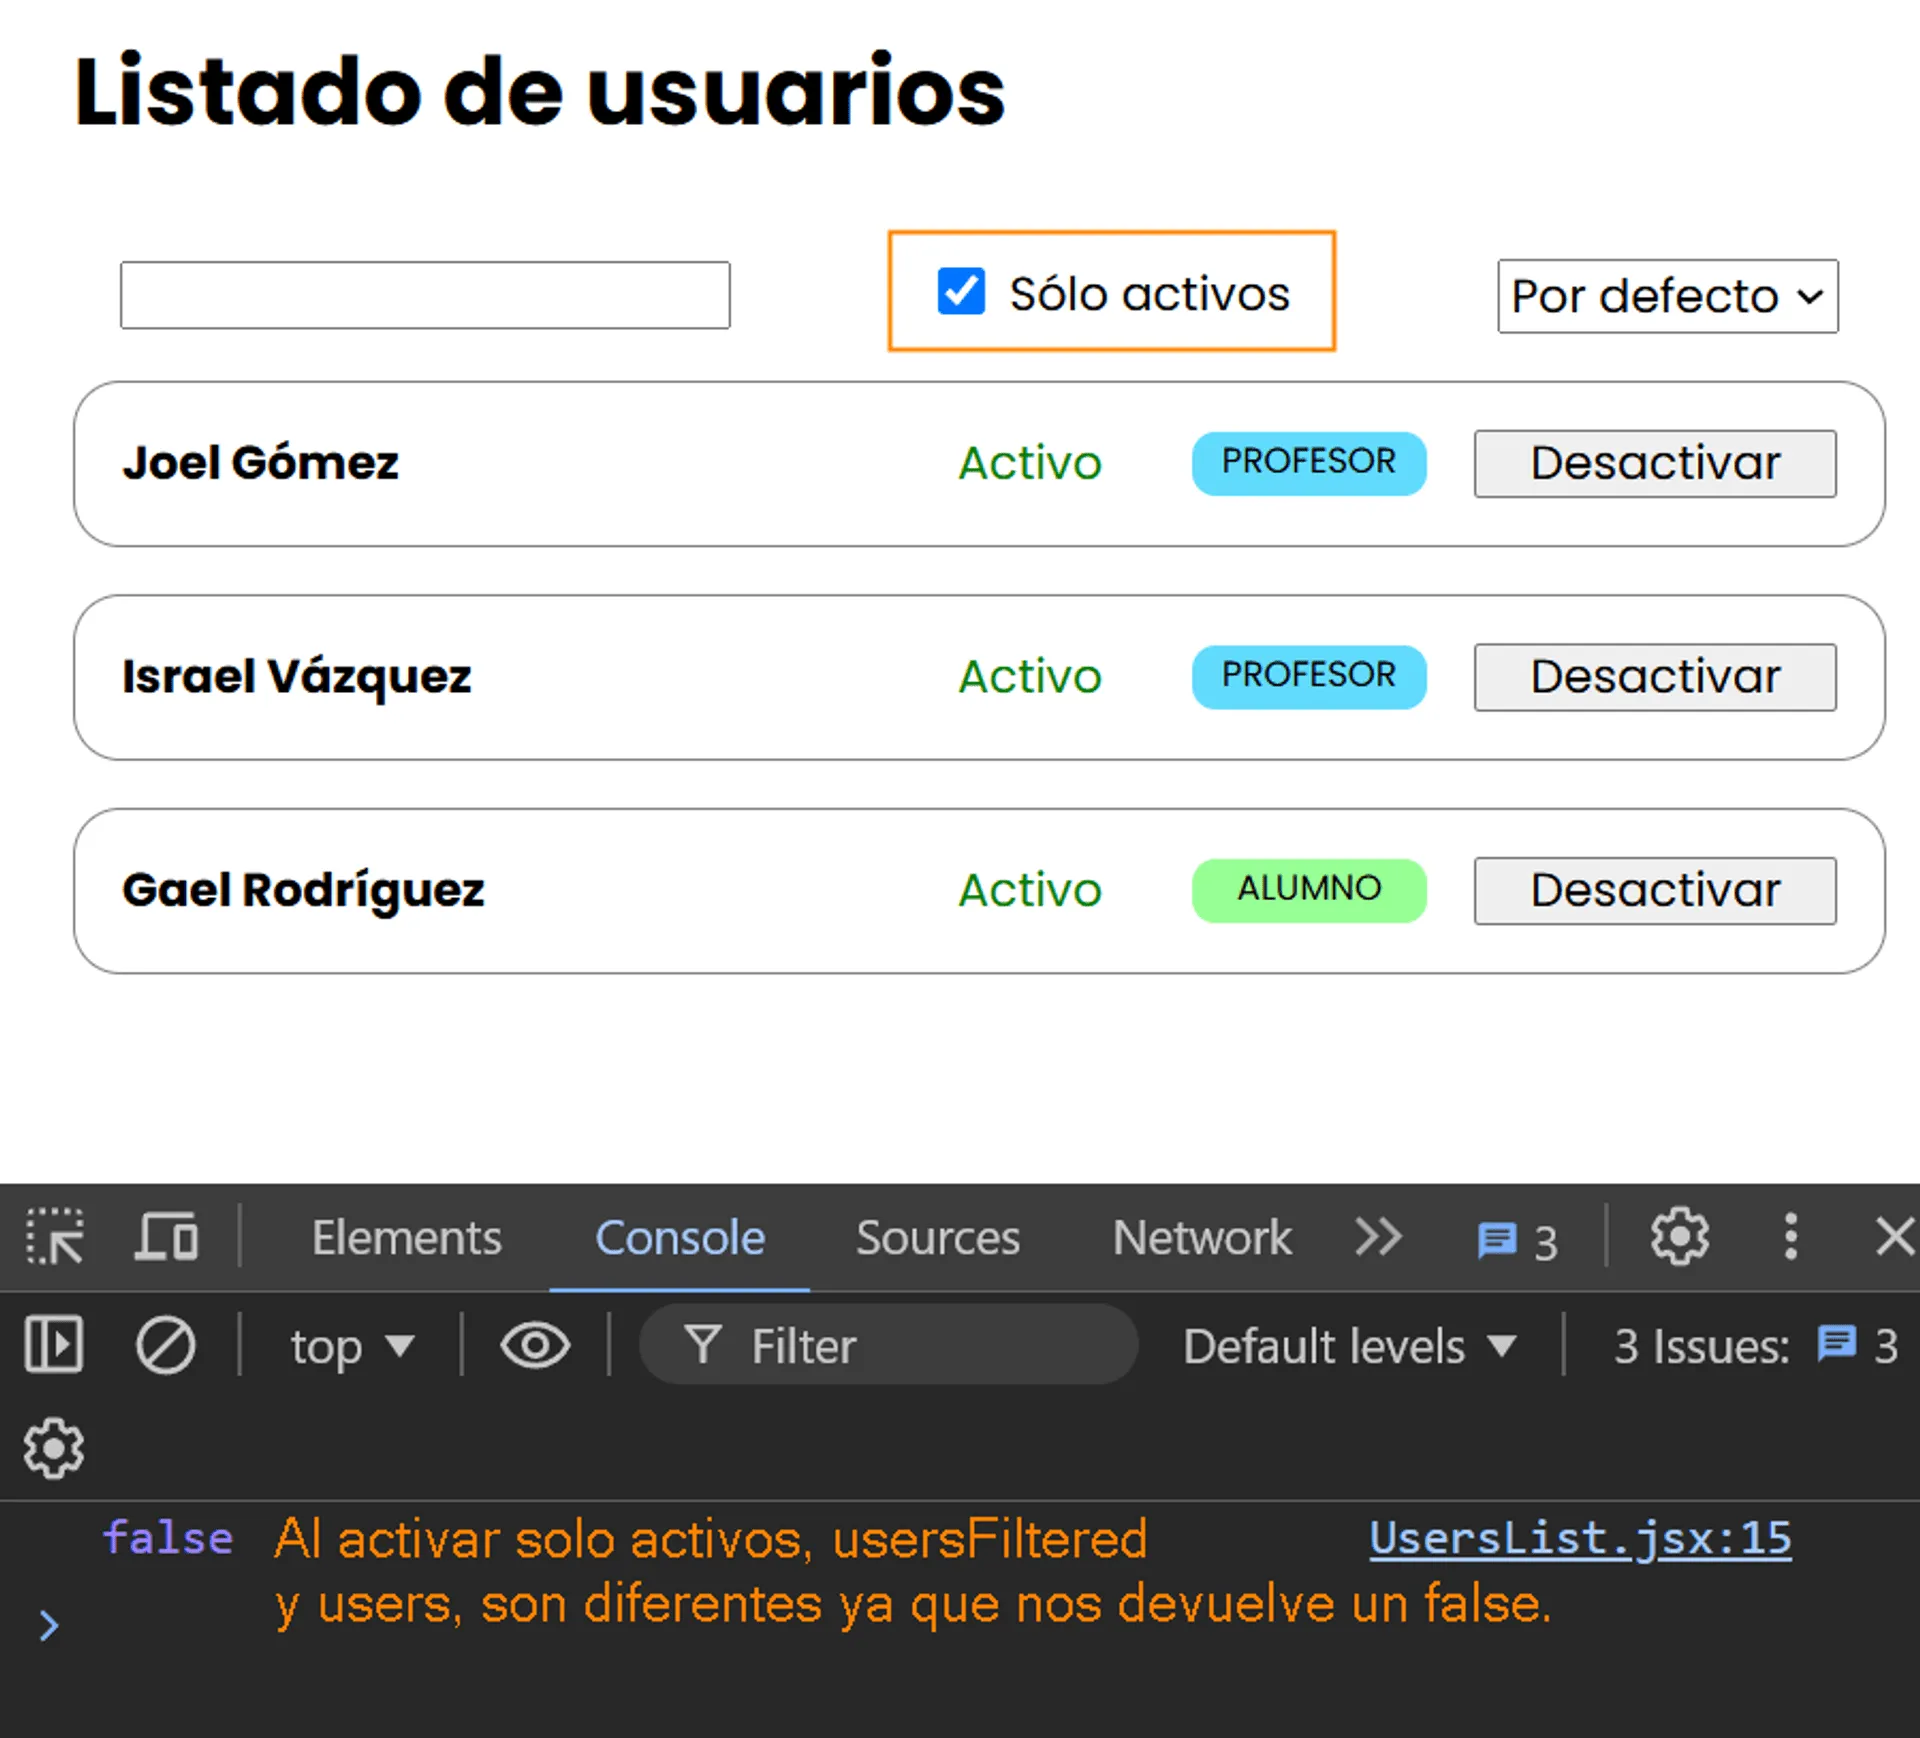 Listado de usuarios
Sólo activos
Por defecto
Joel Gómez Activo PROFESOR Desactivar
Israel Vázquez Activo PROFESOR Desactivar
Gael Rodríguez Activo ALUMNO Desactivar
Elements Console Sources Network 3
top Filter Default levels 3 Issues: 3
false Al activar solo activos, usersFiltered UsersList.jsx:15
y users, son diferentes ya que nos devuelve un false.